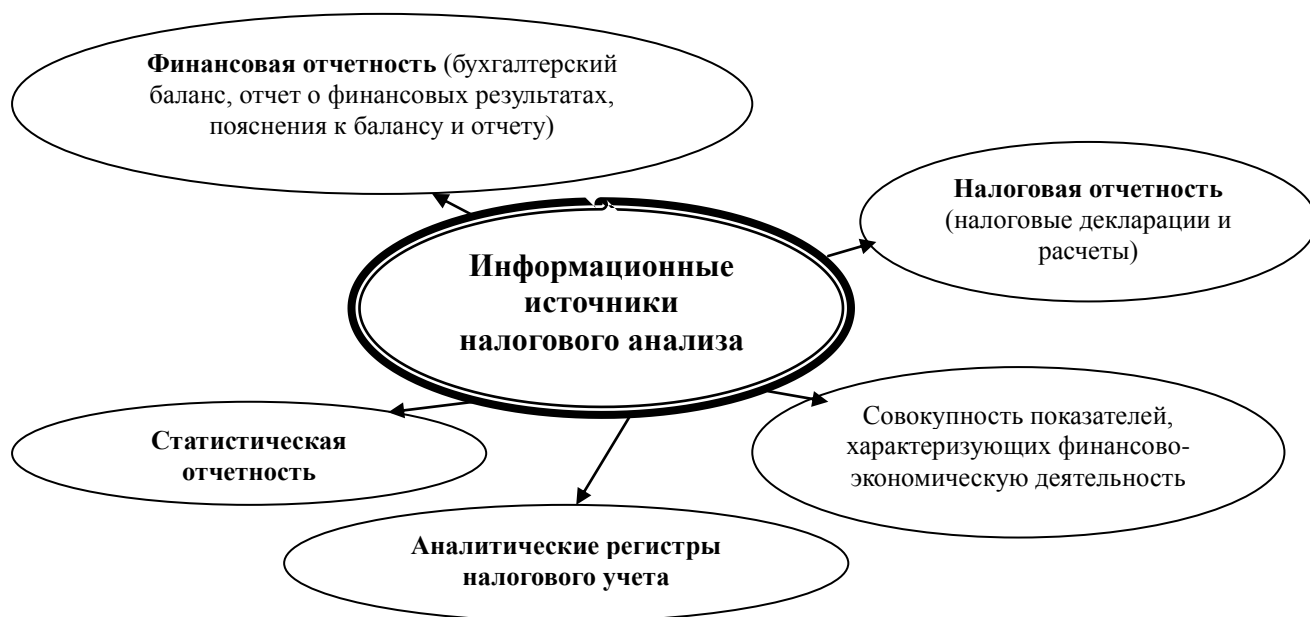 Финансовая отчетность (бухгалтерский
баланс, отчет о финансовых результатах,
пояснения к балансу и отчету)
Налоговая отчетность
(налоговые декларации и
расчеты)
Информационные
источники
налогового анализа
Статистическая
отчетность
Совокупность показателей,
характеризующих финансово-
экономическую деятельность
Аналитические регистры
налогового учета